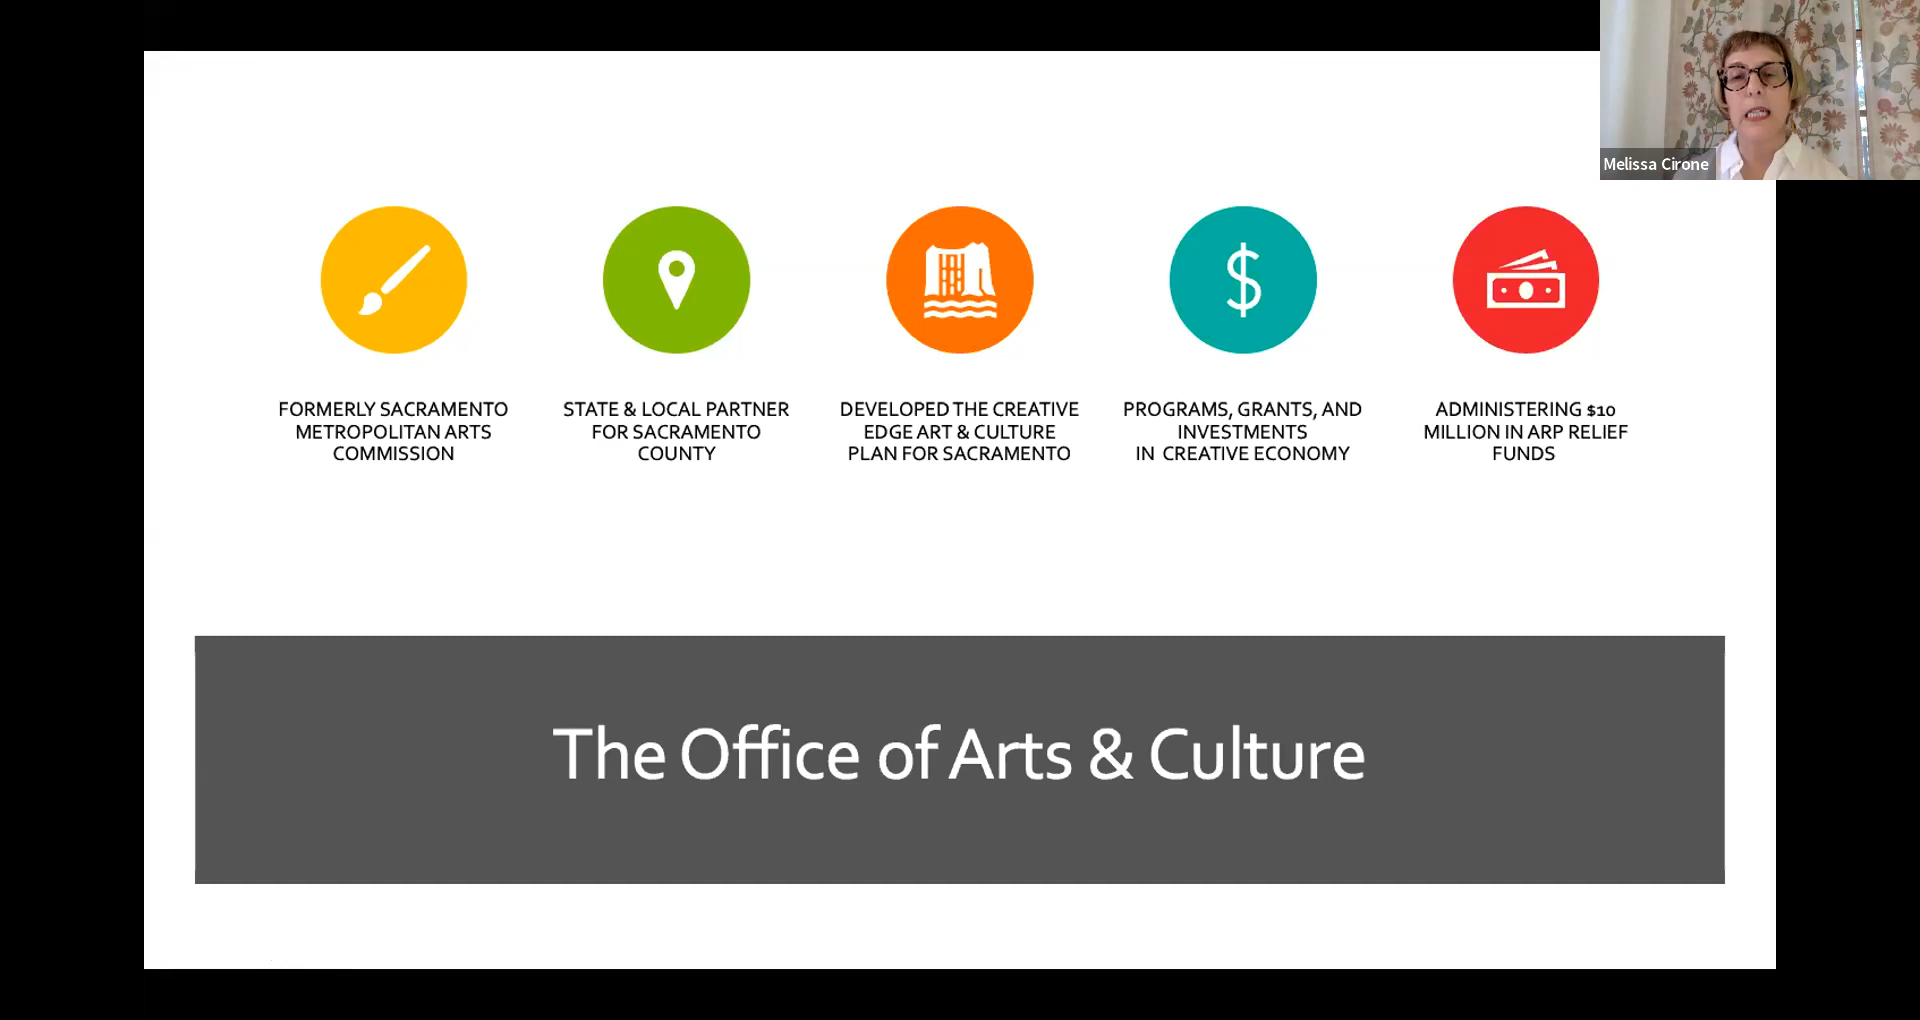 Melissa Cirone
FORMERLY SACRAMENTO
METROPOLITAN ARTS
COMMISSION
STATE & LOCAL PARTNER
FOR SACRAMENTO
COUNTY
DEVELOPED THE CREATIVE
EDGE ART & CULTURE
PLAN FOR SACRAMENTO
PROGRAMS, GRANTS, AND
INVESTMENTS
IN CREATIVE ECONOMY
ADMINISTERING $10
MILLION IN ARP RELIEF
FUNDS
The Office of Arts & Culture